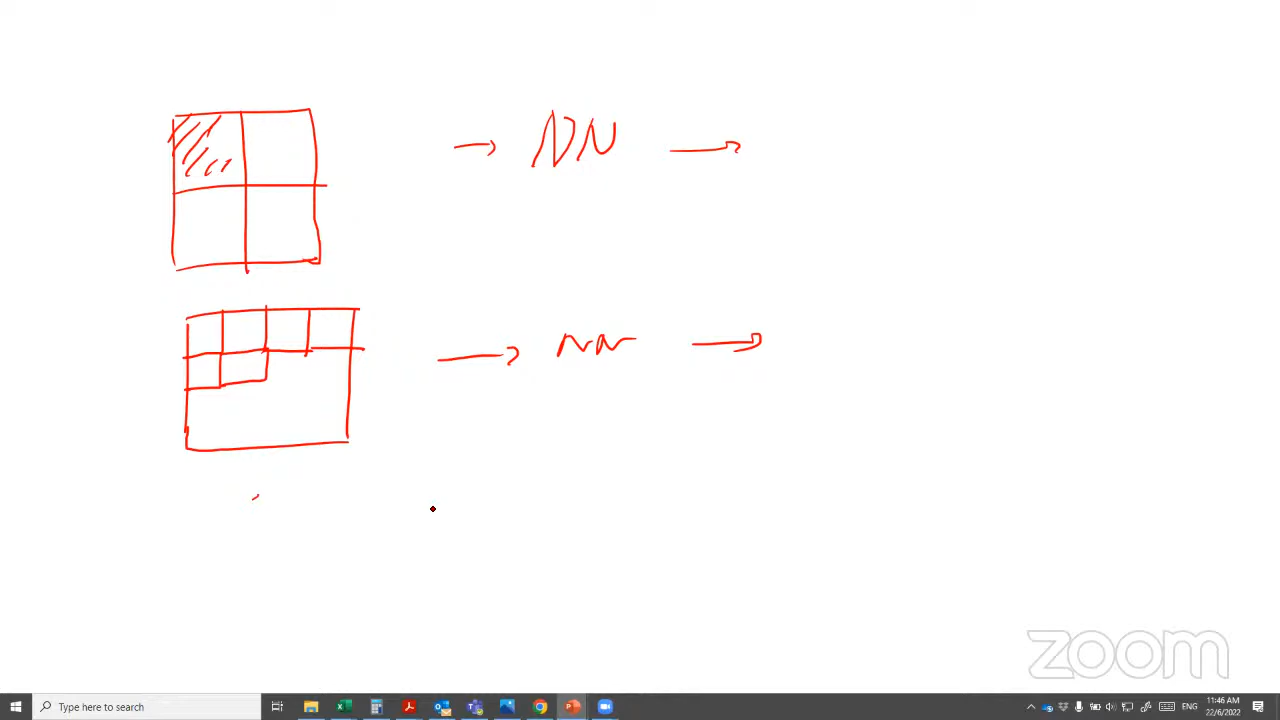 → NN →
→ NN →
zoom
Type here to search
11:46 AM
ENG
22/6/2022